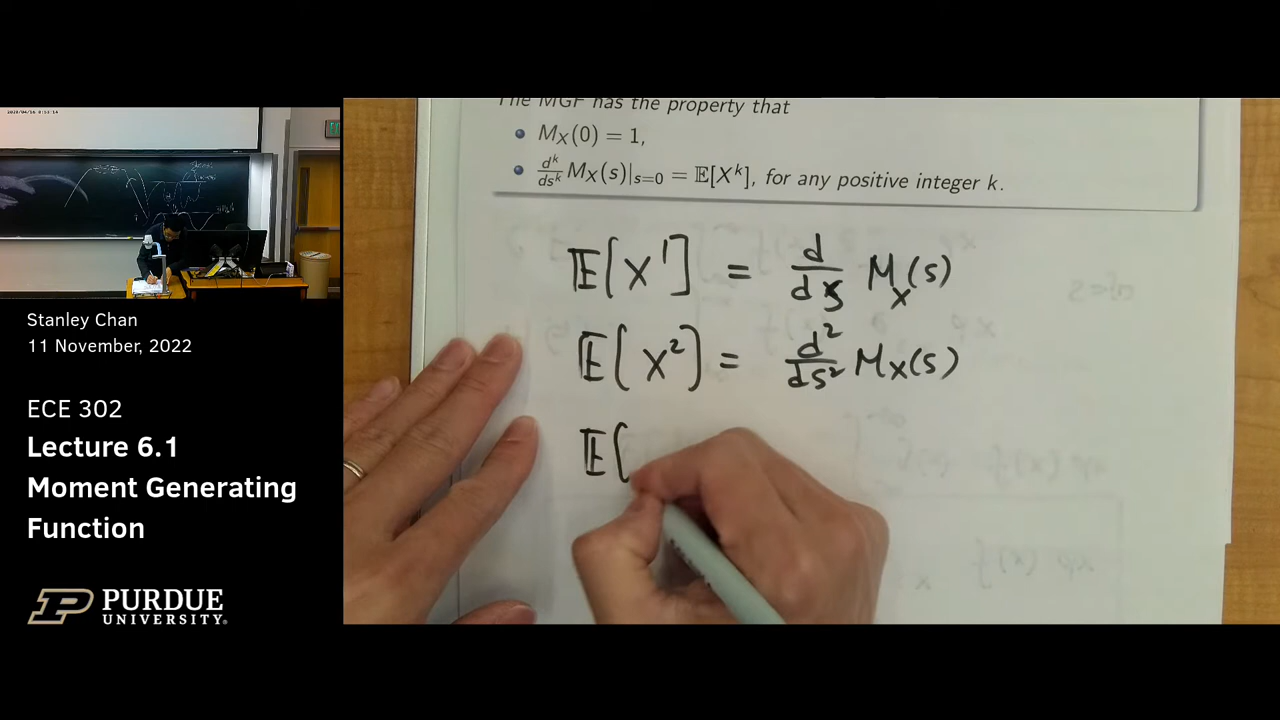 Stanley Chan
11 November, 2022
ECE 302
Lecture 6.1
Moment Generating
Function
PURDUE
UNIVERSITY
The MGF has the property that
M_X(0) = 1,
d^k/ds^k M_X(s)|_{s=0} = 𝔼[X^k], for any positive integer k.
𝔼[X^1] = d/ds M_X(s)
𝔼[X^2] = d^2/ds^2 M_X(s)
𝔼[